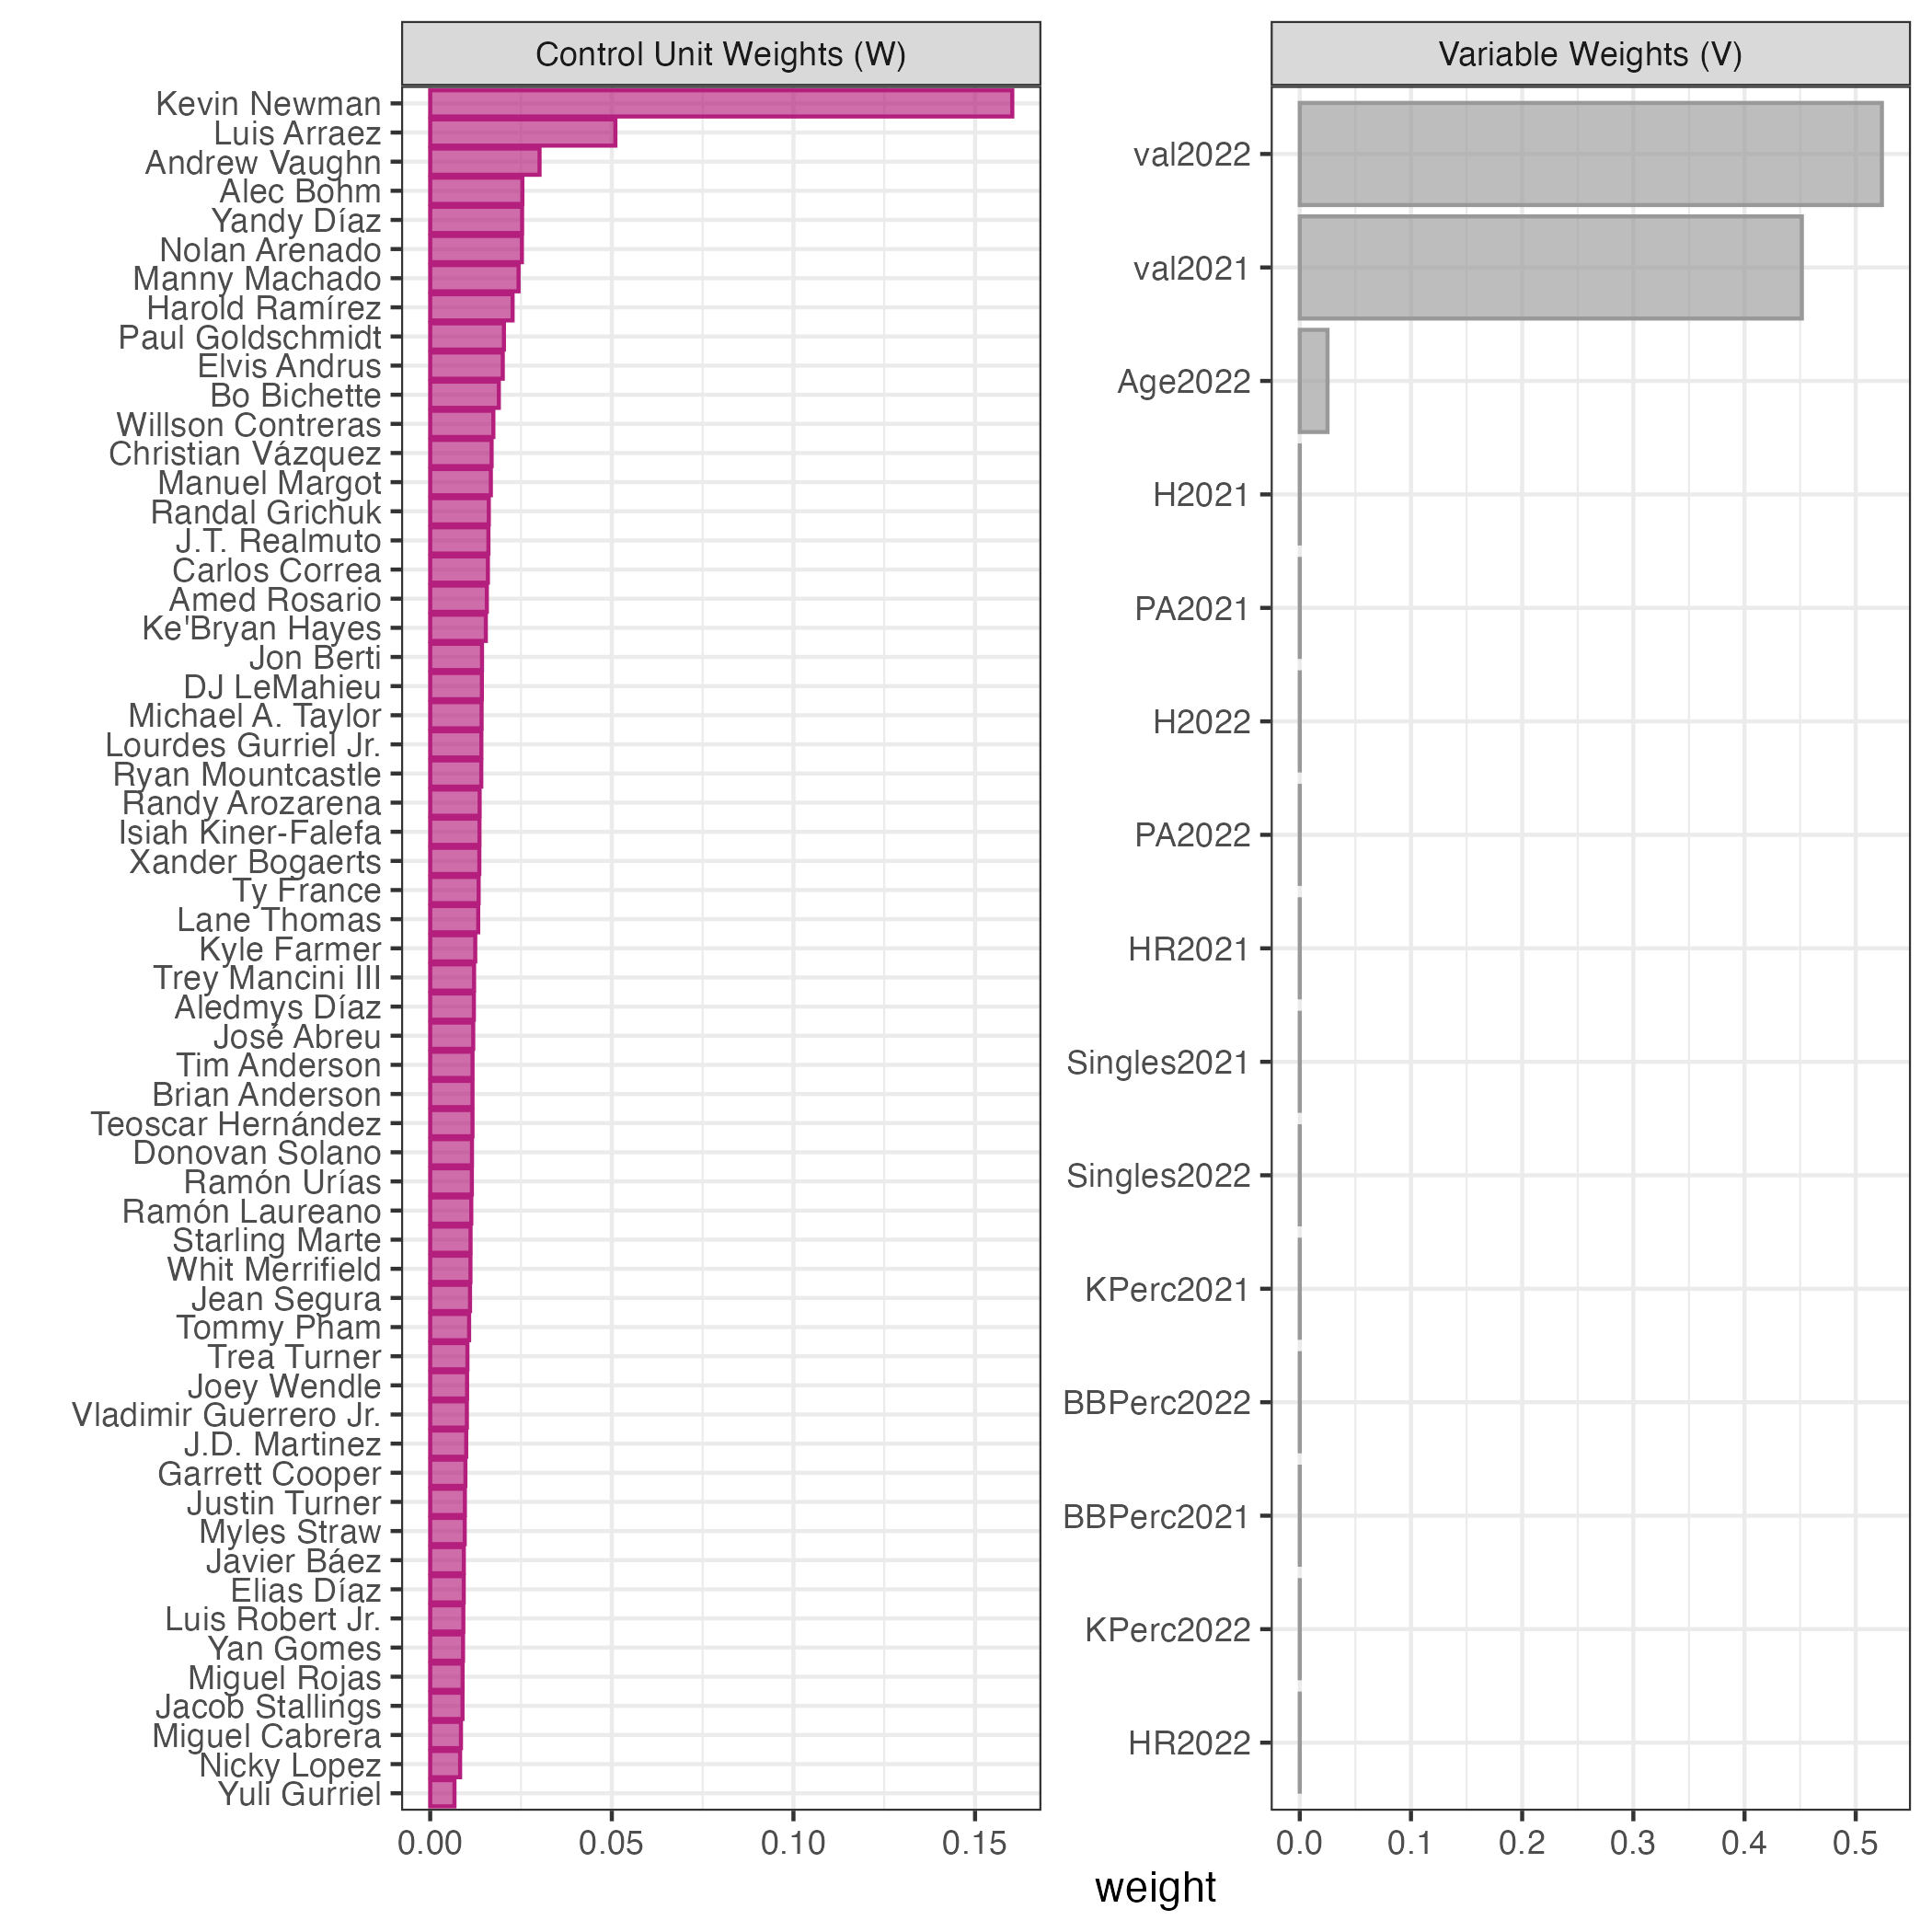 Control Unit Weights (W)
Kevin Newman
Luis Arraez
Andrew Vaughn
Alec Bohm
Yandy Díaz
Nolan Arenado
Manny Machado
Harold Ramírez
Paul Goldschmidt
Elvis Andrus
Bo Bichette
Willson Contreras
Christian Vázquez
Manuel Margot
Randal Grichuk
J.T. Realmuto
Carlos Correa
Amed Rosario
Ke'Bryan Hayes
Jon Berti
DJ LeMahieu
Michael A. Taylor
Lourdes Gurriel Jr.
Ryan Mountcastle
Randy Arozarena
Isiah Kiner-Falefa
Xander Bogaerts
Ty France
Lane Thomas
Kyle Farmer
Trey Mancini III
Aledmys Díaz
José Abreu
Tim Anderson
Brian Anderson
Teoscar Hernández
Donovan Solano
Ramón Urías
Ramón Laureano
Starling Marte
Whit Merrifield
Jean Segura
Tommy Pham
Trea Turner
Joey Wendle
Vladimir Guerrero Jr.
J.D. Martinez
Garrett Cooper
Justin Turner
Myles Straw
Javier Báez
Elias Díaz
Luis Robert Jr.
Yan Gomes
Miguel Rojas
Jacob Stallings
Miguel Cabrera
Nicky Lopez
Yuli Gurriel
0.00 0.05 0.10 0.15
Variable Weights (V)
val2022
val2021
Age2022
H2021
PA2021
H2022
PA2022
HR2021
Singles2021
Singles2022
KPerc2021
BBPerc2022
BBPerc2021
KPerc2022
HR2022
0.0 0.1 0.2 0.3 0.4 0.5
weight